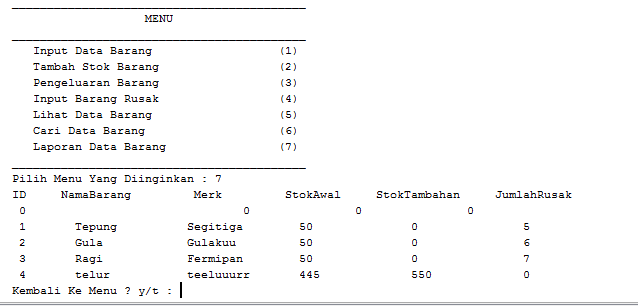 MENU
Input Data Barang (1)
Tambah Stok Barang (2)
Pengeluaran Barang (3)
Input Barang Rusak (4)
Lihat Data Barang (5)
Cari Data Barang (6)
Laporan Data Barang (7)
Pilih Menu Yang Diinginkan : 7
ID NamaBarang Merk StokAwal StokTambahan JumlahRusak
0 0 0 0
1 Tepung Segitiga 50 0 5
2 Gula Gulakuu 50 0 6
3 Ragi Fermipan 50 0 7
4 telur teeluuurr 445 550 0
Kembali Ke Menu ? y/t :